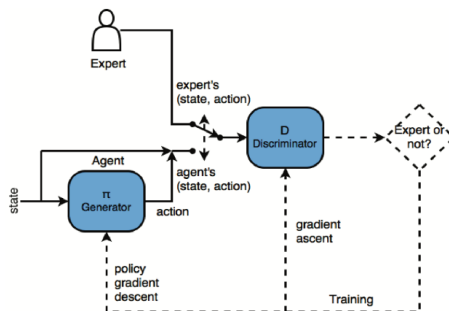 Expert
expert's
(state, action)
D
Discriminator
Expert or
not?
Agent
agent's
(state, action)
state
π
Generator
action
gradient
ascent
policy
gradient
descent
Training